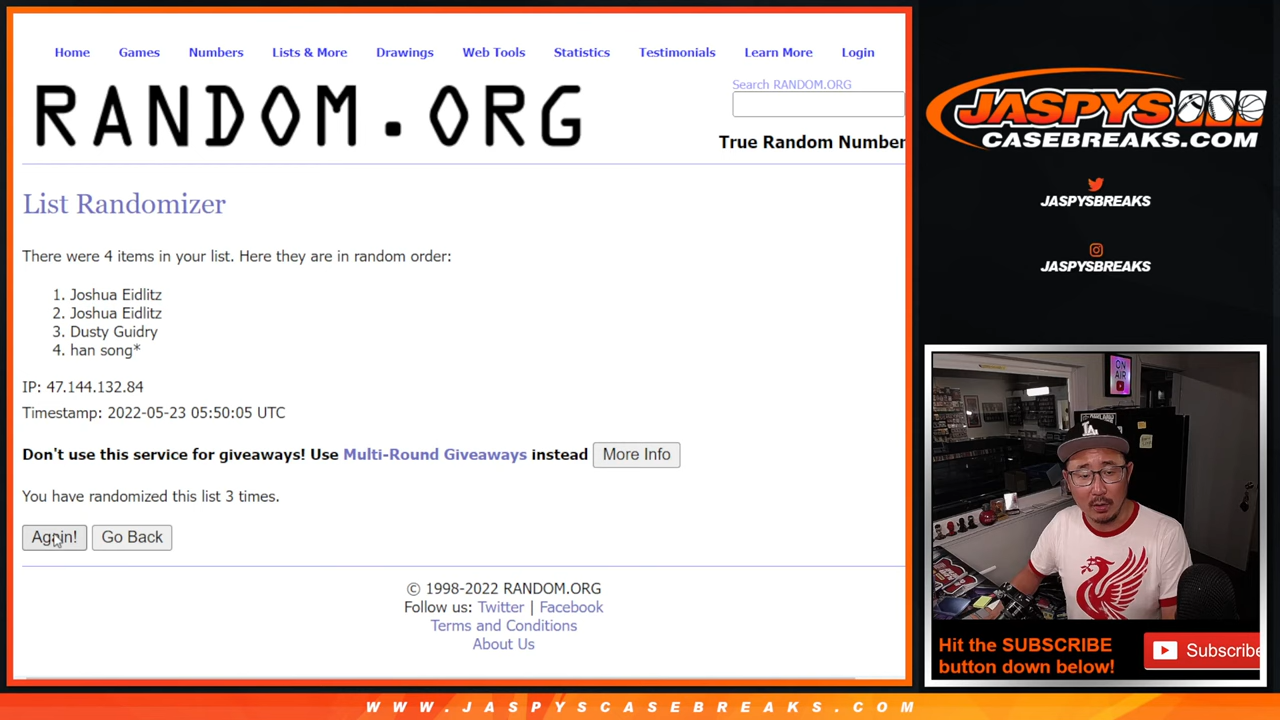 Home Games Numbers Lists & More Drawings Web Tools Statistics Testimonials Learn More Login
Search RANDOM.ORG
RANDOM.ORG
True Random Number
List Randomizer
There were 4 items in your list. Here they are in random order:
1. Joshua Eidlitz
2. Joshua Eidlitz
3. Dusty Guidry
4. han song*
IP: 47.144.132.84
Timestamp: 2022-05-23 05:50:05 UTC
Don't use this service for giveaways! Use Multi-Round Giveaways instead More Info
You have randomized this list 3 times.
Again! Go Back
© 1998-2022 RANDOM.ORG
Follow us: Twitter | Facebook
Terms and Conditions
About Us
JASPYS
CASEBREAKS.COM
JASPYSBREAKS
JASPYSBREAKS
ON
AIR
LA
Hit the SUBSCRIBE
button down below!
Subscribe
WWW.JASPYSCASEBREAKS.COM